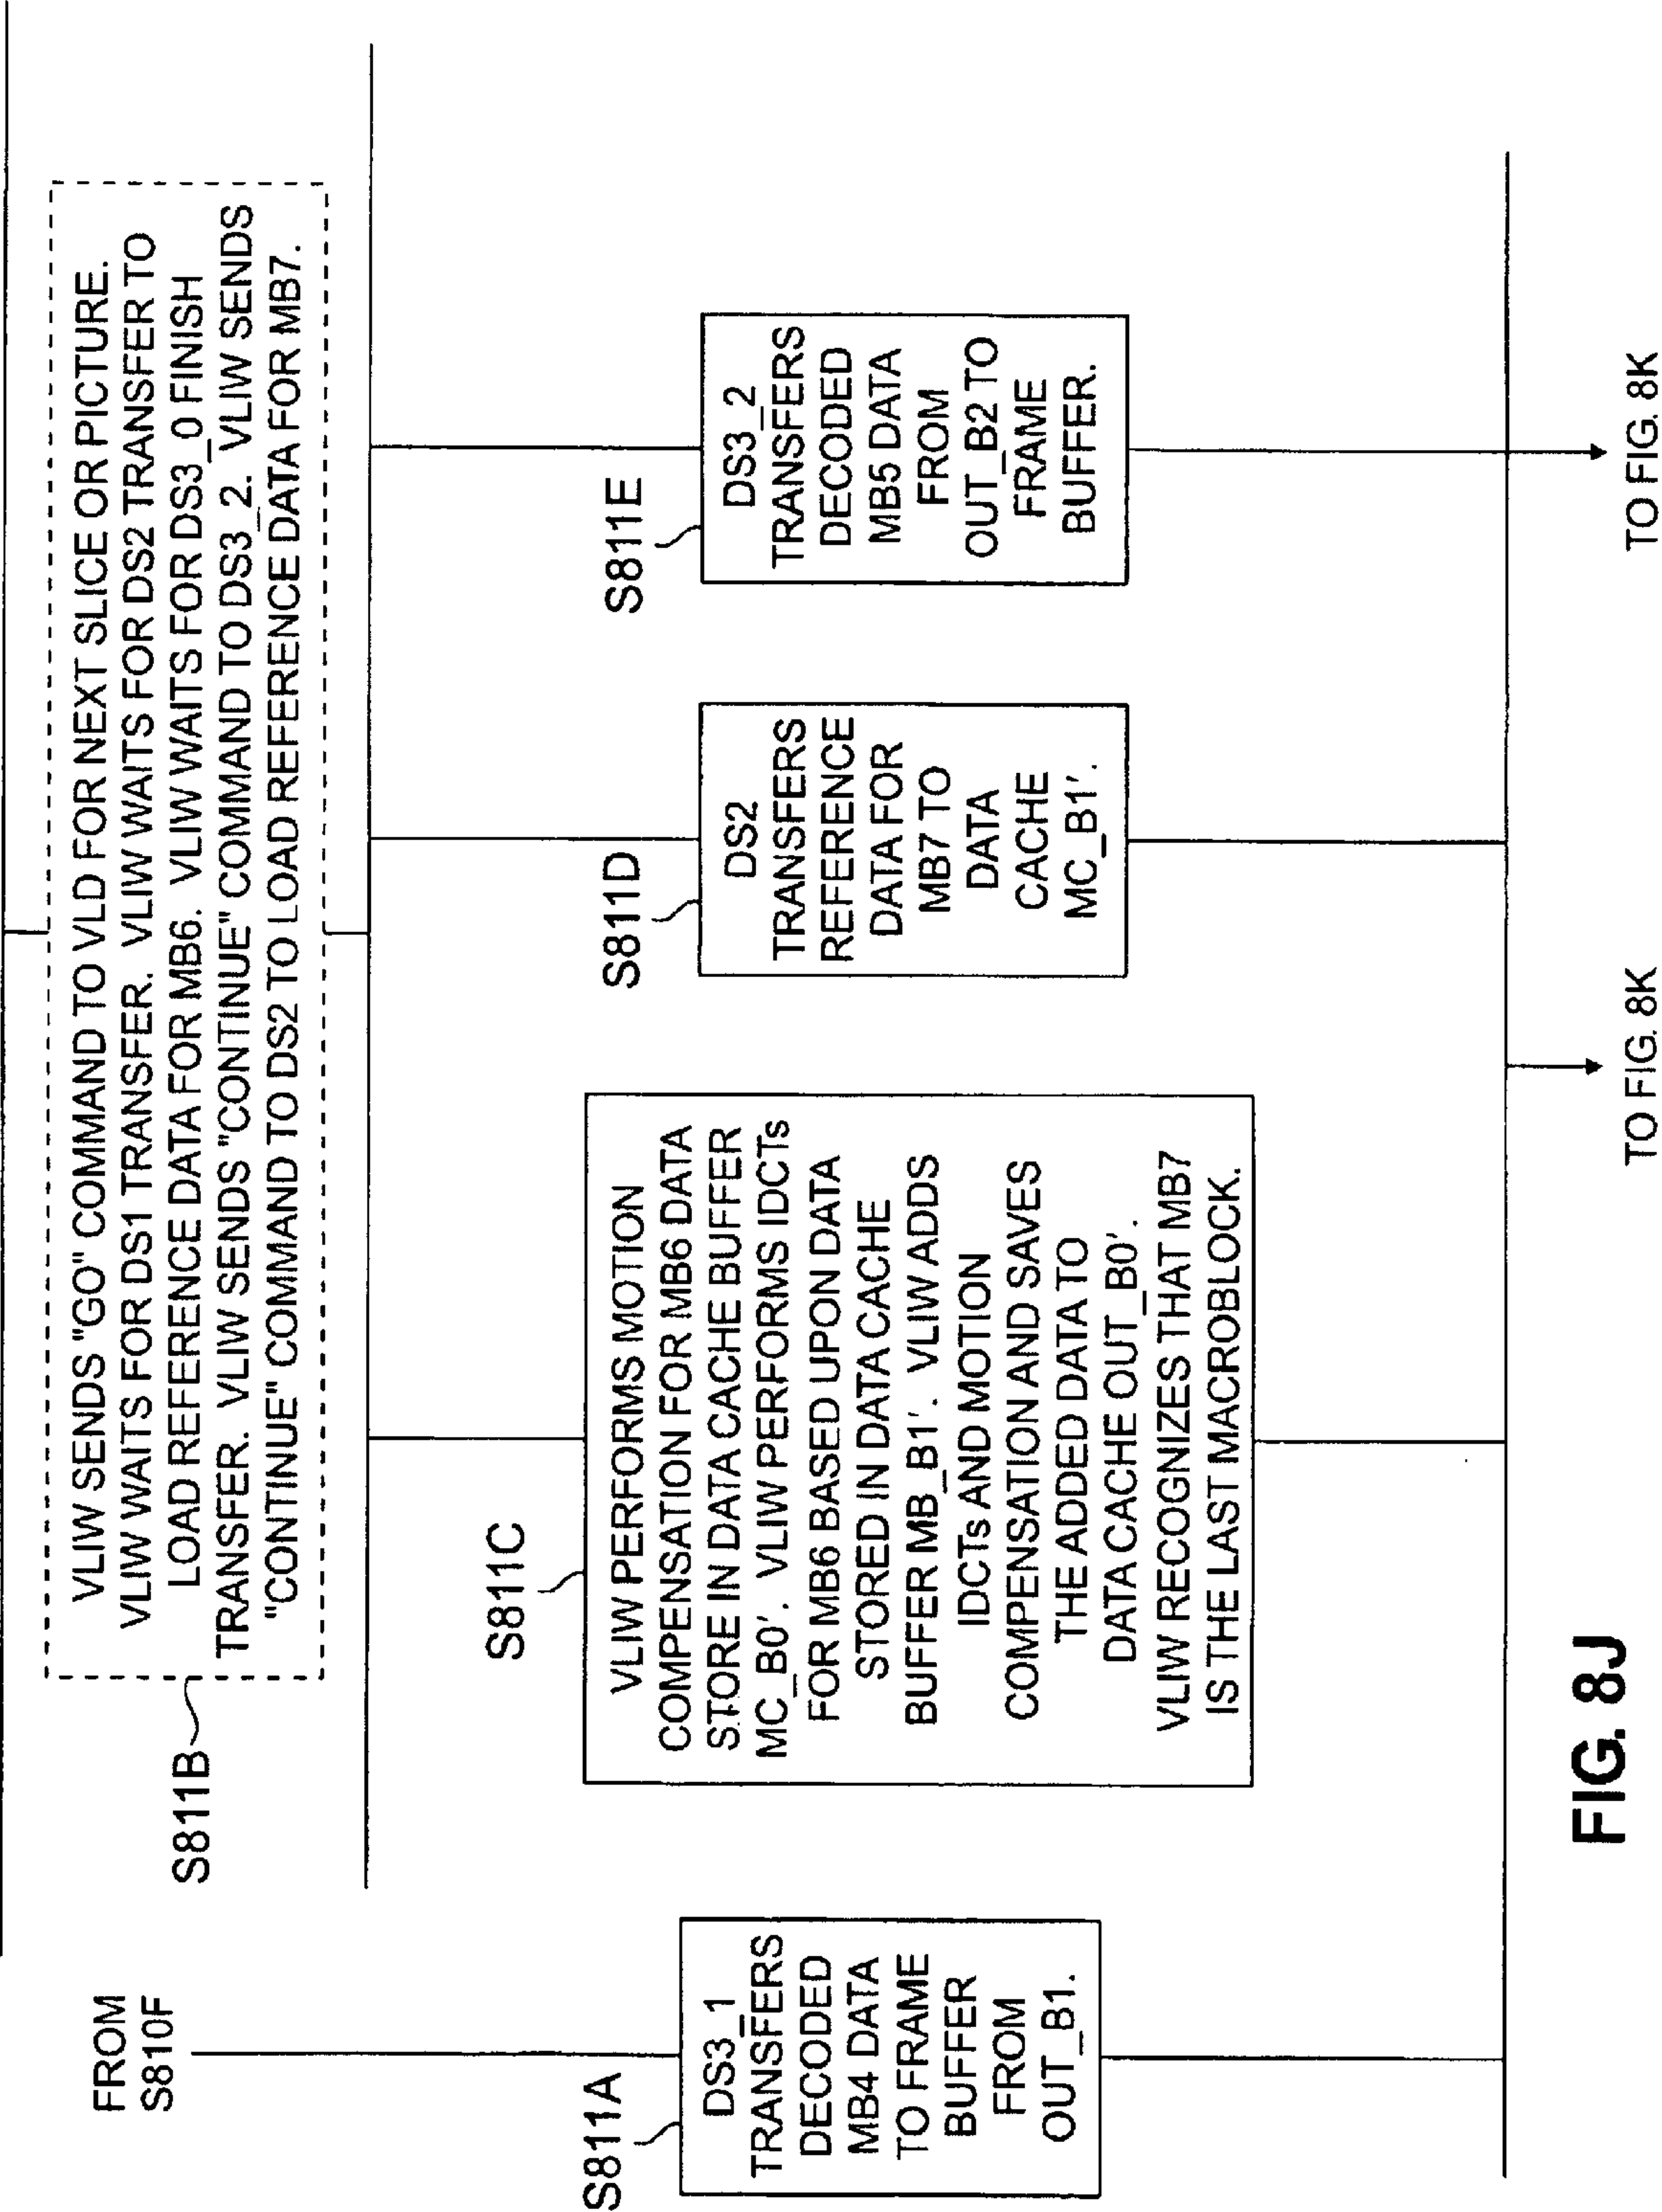 FROM
S810F
S811B
VLIW SENDS "GO" COMMAND TO VLD FOR NEXT SLICE OR PICTURE.
VLIW WAITS FOR DS1 TRANSFER. VLIW WAITS FOR DS2 TRANSFER TO
LOAD REFERENCE DATA FOR MB6. VLIW WAITS FOR DS3_0 FINISH
TRANSFER. VLIW SENDS "CONTINUE" COMMAND TO DS3_2. VLIW SENDS
"CONTINUE" COMMAND TO DS2 TO LOAD REFERENCE DATA FOR MB7.
S811A
DS3_1
TRANSFERS
DECODED
MB4 DATA
TO FRAME
BUFFER
FROM
OUT_B1.
S811C
VLIW PERFORMS MOTION
COMPENSATION FOR MB6 DATA
STORE IN DATA CACHE BUFFER
MC_B0'. VLIW PERFORMS IDCTs
FOR MB6 BASED UPON DATA
STORED IN DATA CACHE
BUFFER MB_B1'. VLIW ADDS
IDCTs AND MOTION
COMPENSATION AND SAVES
THE ADDED DATA TO
DATA CACHE OUT_B0'.
VLIW RECOGNIZES THAT MB7
IS THE LAST MACROBLOCK.
S811D
DS2
TRANSFERS
REFERENCE
DATA FOR
MB7 TO
DATA
CACHE
MC_B1'.
S811E
DS3_2
TRANSFERS
DECODED
MB5 DATA
FROM
OUT_B2 TO
FRAME
BUFFER.
TO FIG. 8K
TO FIG. 8K
FIG. 8J